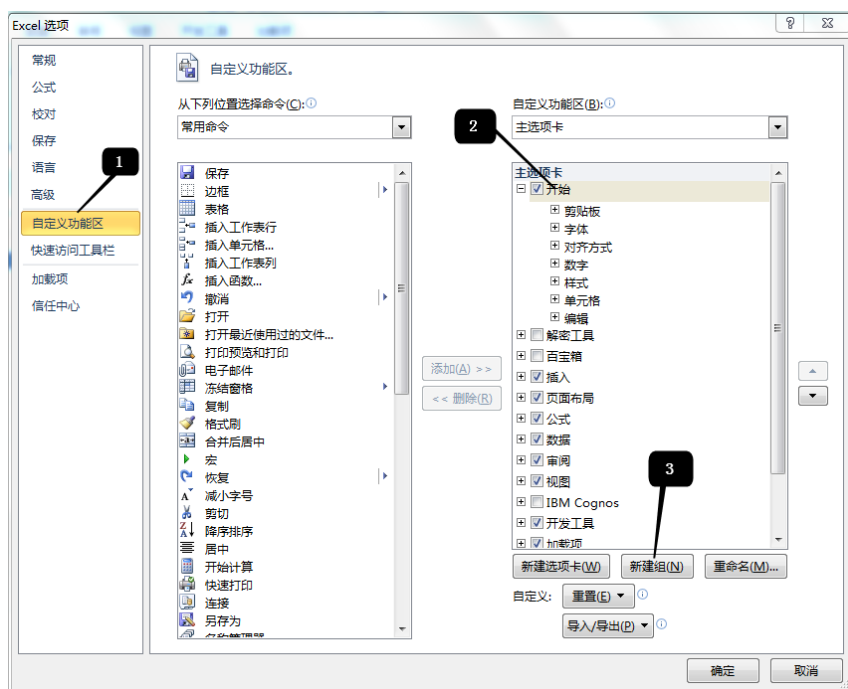 Excel 选项
常规
公式
校对
保存
语言
高级
自定义功能区
快速访问工具栏
加载项
信任中心
1
自定义功能区。
从下列位置选择命令(C):
常用命令
保存
边框
表格
插入工作表行
插入单元格...
插入工作表列
插入函数...
撤消
打开
打开最近使用过的文件...
打印预览和打印
电子邮件
冻结窗格
复制
格式刷
合并后居中
宏
恢复
减小字号
剪切
降序排序
居中
开始计算
快速打印
连接
另存为
名称管理器
添加(A) >>
<< 删除(R)
2
自定义功能区(B):
主选项卡
主选项卡
开始
剪贴板
字体
对齐方式
数字
样式
单元格
编辑
解密工具
百宝箱
插入
页面布局
公式
数据
审阅
视图
IBM Cognos
开发工具
加载项
3
新建选项卡(W) 新建组(N) 重命名(M)...
自定义: 重置(E)
导入/导出(P)
确定 取消